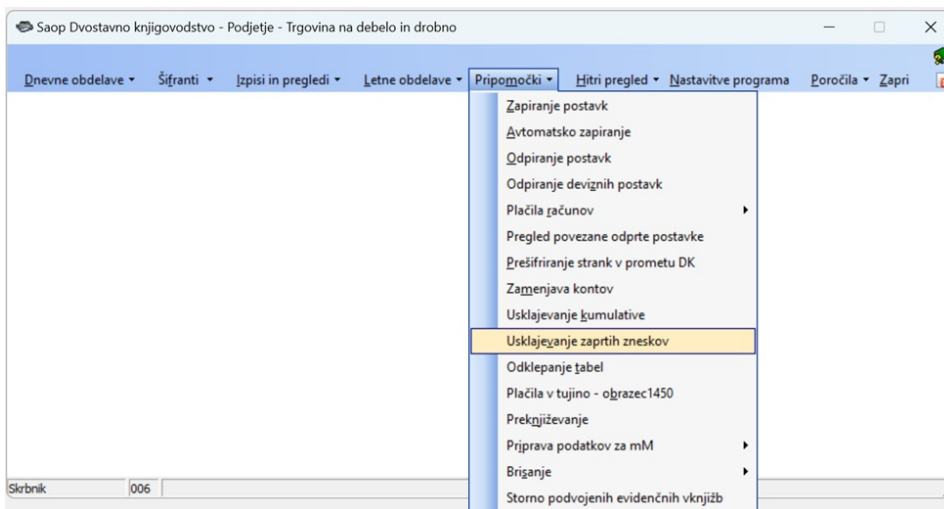 Saop Dvostavno knjigovodstvo - Podjetje - Trgovina na debelo in drobno
Dnevne obdelave Šifranti Izpisi in pregledi Letne obdelave Pripomočki Hitri pregled Nastavitve programa Poročila Zapri
Zapiranje postavk
Avtomatsko zapiranje
Odpiranje postavk
Odpiranje deviznih postavk
Plačila računov
Pregled povezane odprte postavke
Prešifriranje strank v prometu DK
Zamenjava kontov
Usklajevanje kumulative
Usklajevanje zaprtih zneskov
Odklepanje tabel
Plačila v tujino - obrazec1450
Preknjiževanje
Priprava podatkov za mM
Brisanje
Storno podvojenih evidenčnih vknjižb
Skrbnik 006